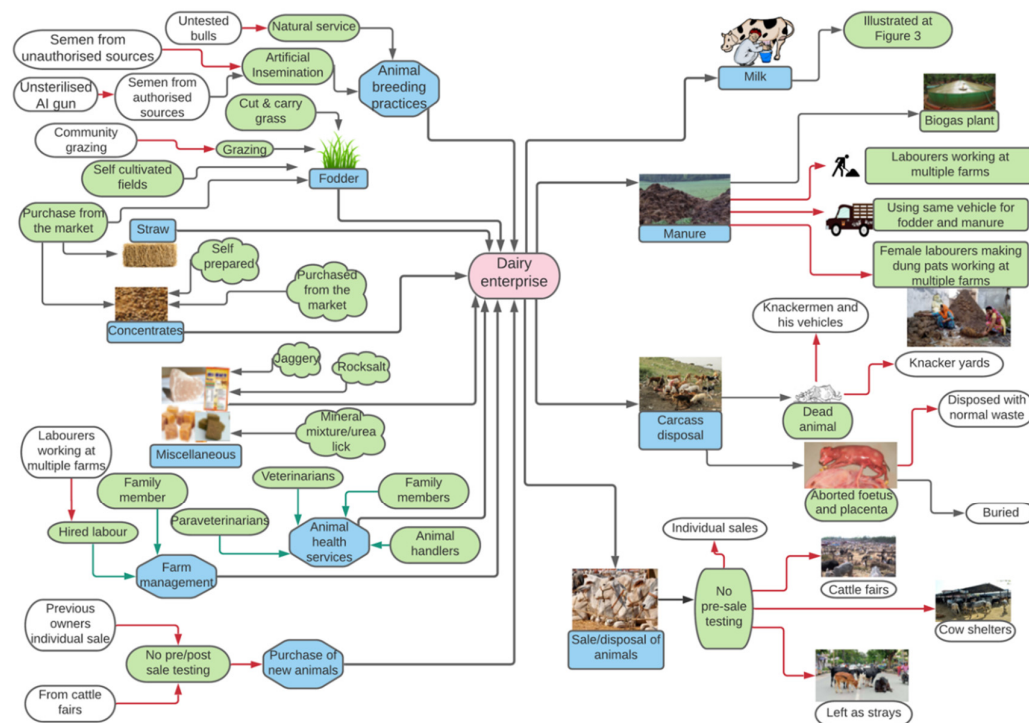 Untested
bulls
Natural service
Semen from
unauthorised sources
Artificial
Insemination
Unsterilised
AI gun
Semen from
authorised
sources
Animal
breeding
practices
Cut & carry
grass
Community
grazing
Grazing
Self cultivated
fields
Fodder
Purchase from
the market
Straw
Self
prepared
Purchased
from the
market
Concentrates
Dairy
enterprise
Jaggery
Rocksalt
Mineral
mixture/urea
lick
Miscellaneous
Labourers
working at
multiple farms
Family
member
Hired labour
Farm
management
Veterinarians
Family
members
Paraveterinarians
Animal
health
services
Animal
handlers
Previous
owners
individual sale
No pre/post
sale testing
Purchase of
new animals
From cattle
fairs
Milk
Illustrated at
Figure 3
Biogas plant
Manure
Labourers working at
multiple farms
Using same vehicle for
fodder and manure
Female labourers making
dung pats working at
multiple farms
Knackermen and
his vehicles
Knacker yards
Carcass
disposal
Dead
animal
Disposed with
normal waste
Aborted foetus
and placenta
Buried
Individual sales
Sale/disposal of
animals
No
pre-sale
testing
Cattle fairs
Cow shelters
Left as strays